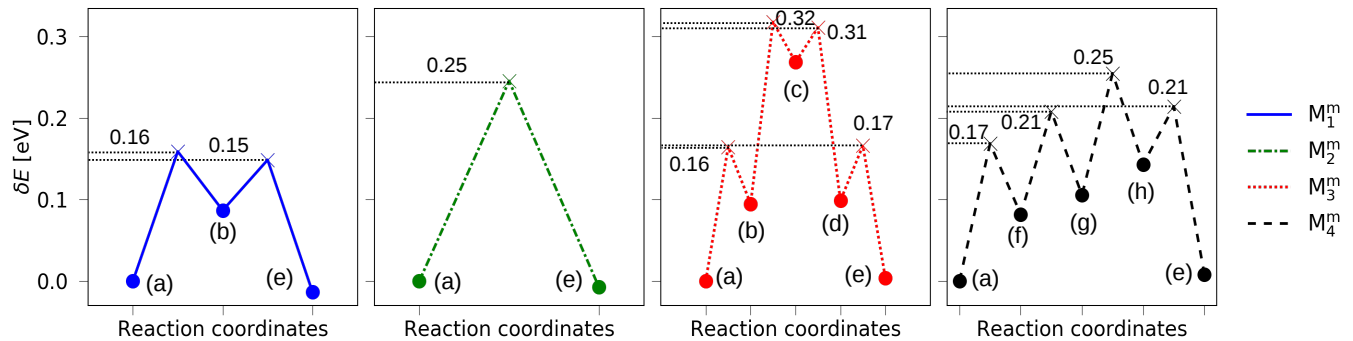 0.3
0.2
0.1
0.0
δE [eV]
0.16
0.15
(b)
(a)
(e)
Reaction coordinates
0.25
(a)
(e)
Reaction coordinates
0.32
0.31
(c)
0.17
0.16
(b)
(d)
(a)
(e)
Reaction coordinates
0.25
0.21
0.21
0.17
(h)
(g)
(f)
(a)
(e)
Reaction coordinates
M₁ᵐ
M₂ᵐ
M₃ᵐ
M₄ᵐ